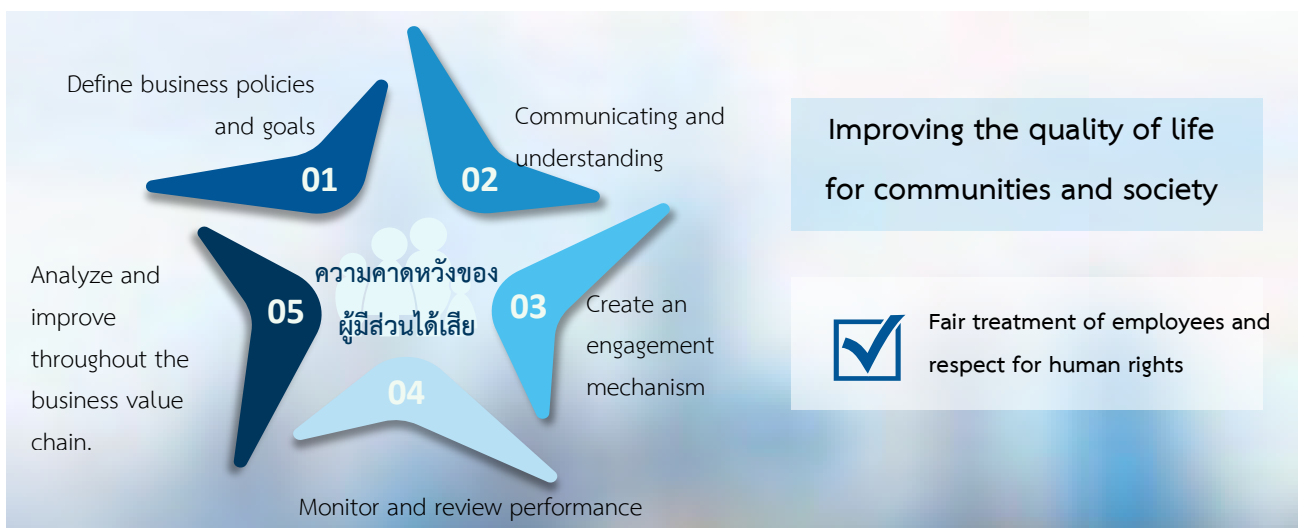 Define business policies
and goals
01
02
Communicating and
understanding
03
Create an
engagement
mechanism
04
Monitor and review performance
05
Analyze and
improve
throughout the
business value
chain.
ความคาดหวังของ
ผู้มีส่วนได้เสีย
Improving the quality of life
for communities and society
Fair treatment of employees and
respect for human rights